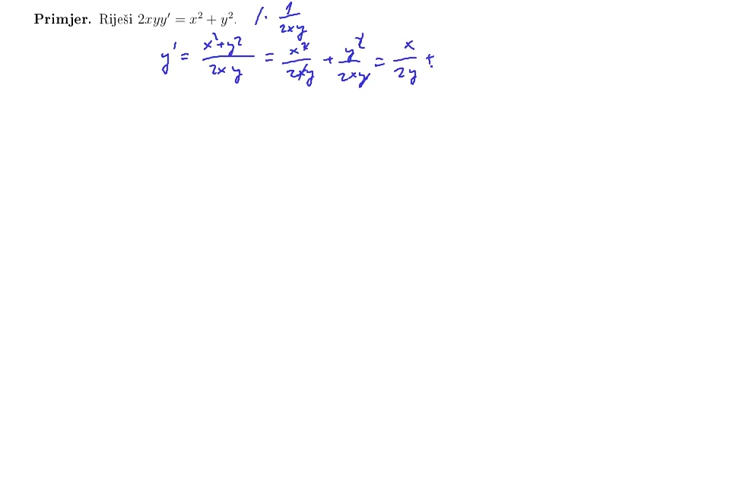 Primjer. Riješi 2xyy′ = x² + y². /· 1/(2xy)
y' = (x²+y²)/(2xy) = x²/(2xy) + y²/(2xy) = x/(2y) +